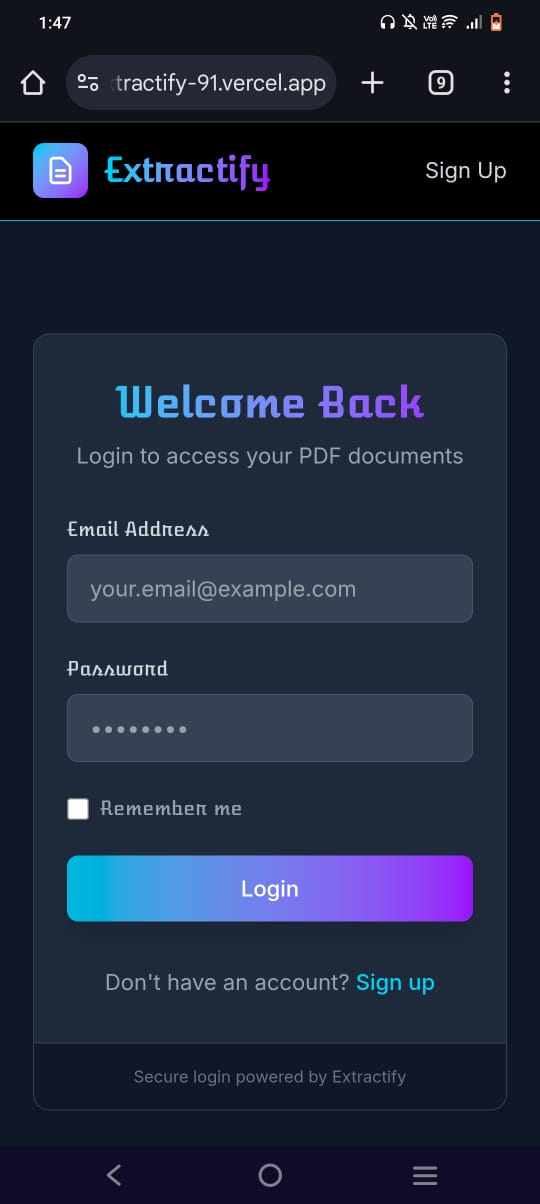 1:47
Vo) LTE
tractify-91.vercel.app
9
Extractify
Sign Up
Welcome Back
Login to access your PDF documents
Email Address
your.email@example.com
Password
••••••••
Remember me
Login
Don't have an account? Sign up
Secure login powered by Extractify